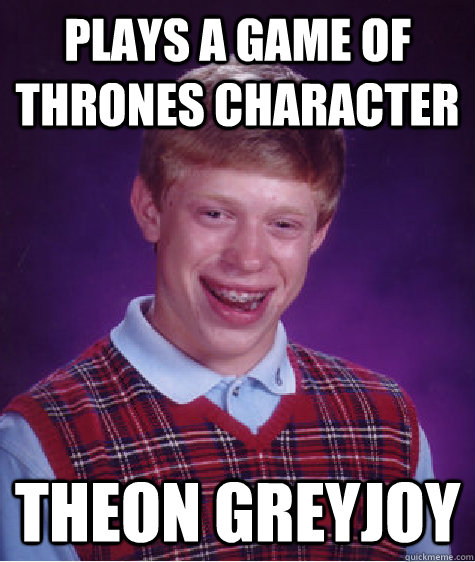 PLAYS A GAME OF
THRONES CHARACTER
THEON GREYJOY
quickmeme.com